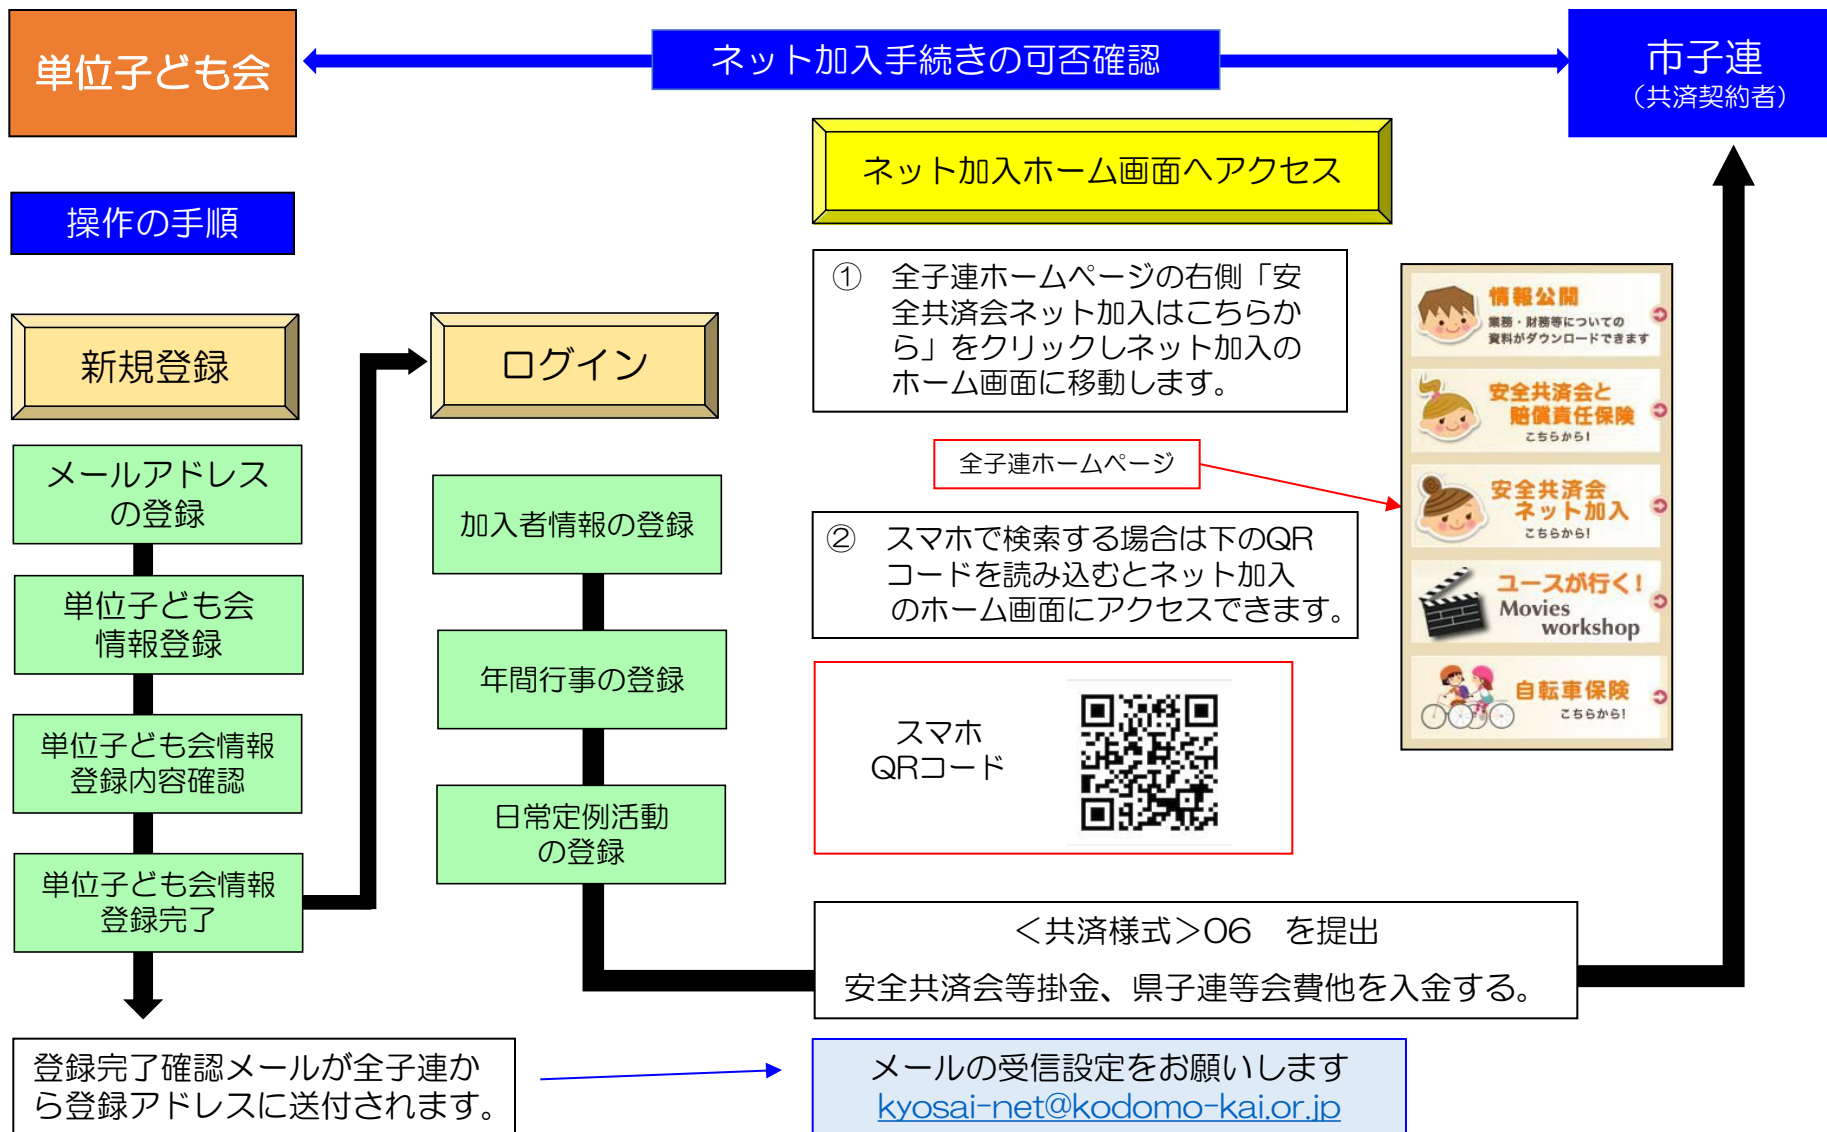 単位子ども会
ネット加入手続きの可否確認
市子連
（共済契約者）
操作の手順
新規登録
メールアドレス
の登録
単位子ども会
情報登録
単位子ども会情報
登録内容確認
単位子ども会情報
登録完了
登録完了確認メールが全子連か
ら登録アドレスに送付されます。
ログイン
加入者情報の登録
年間行事の登録
日常定例活動
の登録
ネット加入ホーム画面へアクセス
① 全子連ホームページの右側「安
全共済会ネット加入はこちらか
ら」をクリックしネット加入の
ホーム画面に移動します。
全子連ホームページ
② スマホで検索する場合は下のQR
コードを読み込むとネット加入
のホーム画面にアクセスできます。
スマホ
QRコード
情報公開
業務・財務等についての
資料がダウンロードできます
安全共済会と
賠償責任保険
こちらから!
安全共済会
ネット加入
こちらから!
ユースが行く!
Movies
workshop
自転車保険
こちらから!
＜共済様式＞06 を提出
安全共済会等掛金、県子連等会費他を入金する。
メールの受信設定をお願いします
kyosai-net@kodomo-kai.or.jp